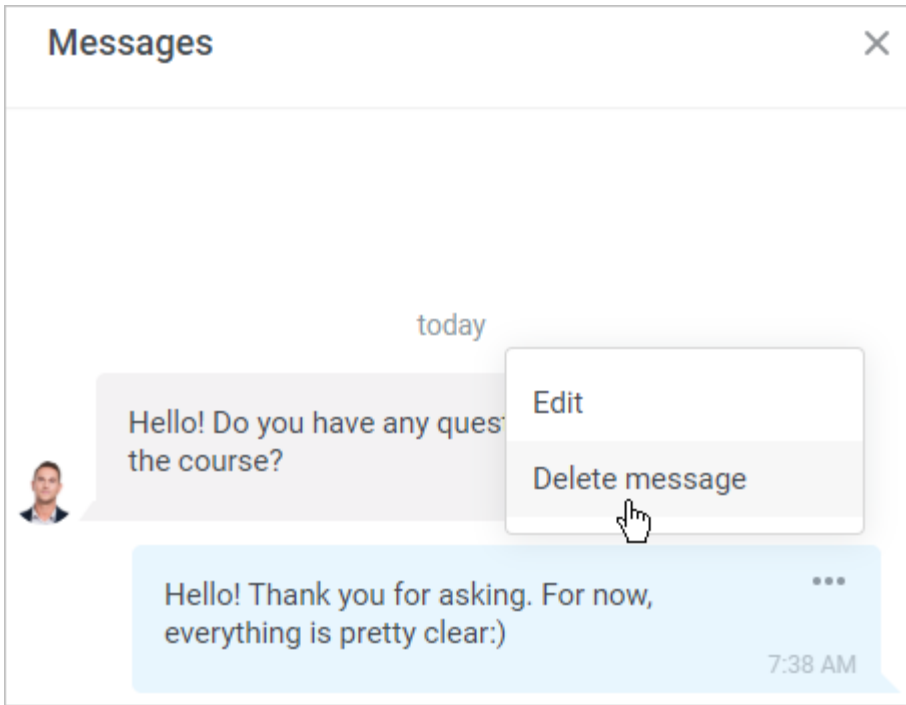 Messages
today
Hello! Do you have any
the course?
Edit
Delete message
Hello! Thank you for asking. For now,
everything is pretty clear:)
7:38 AM